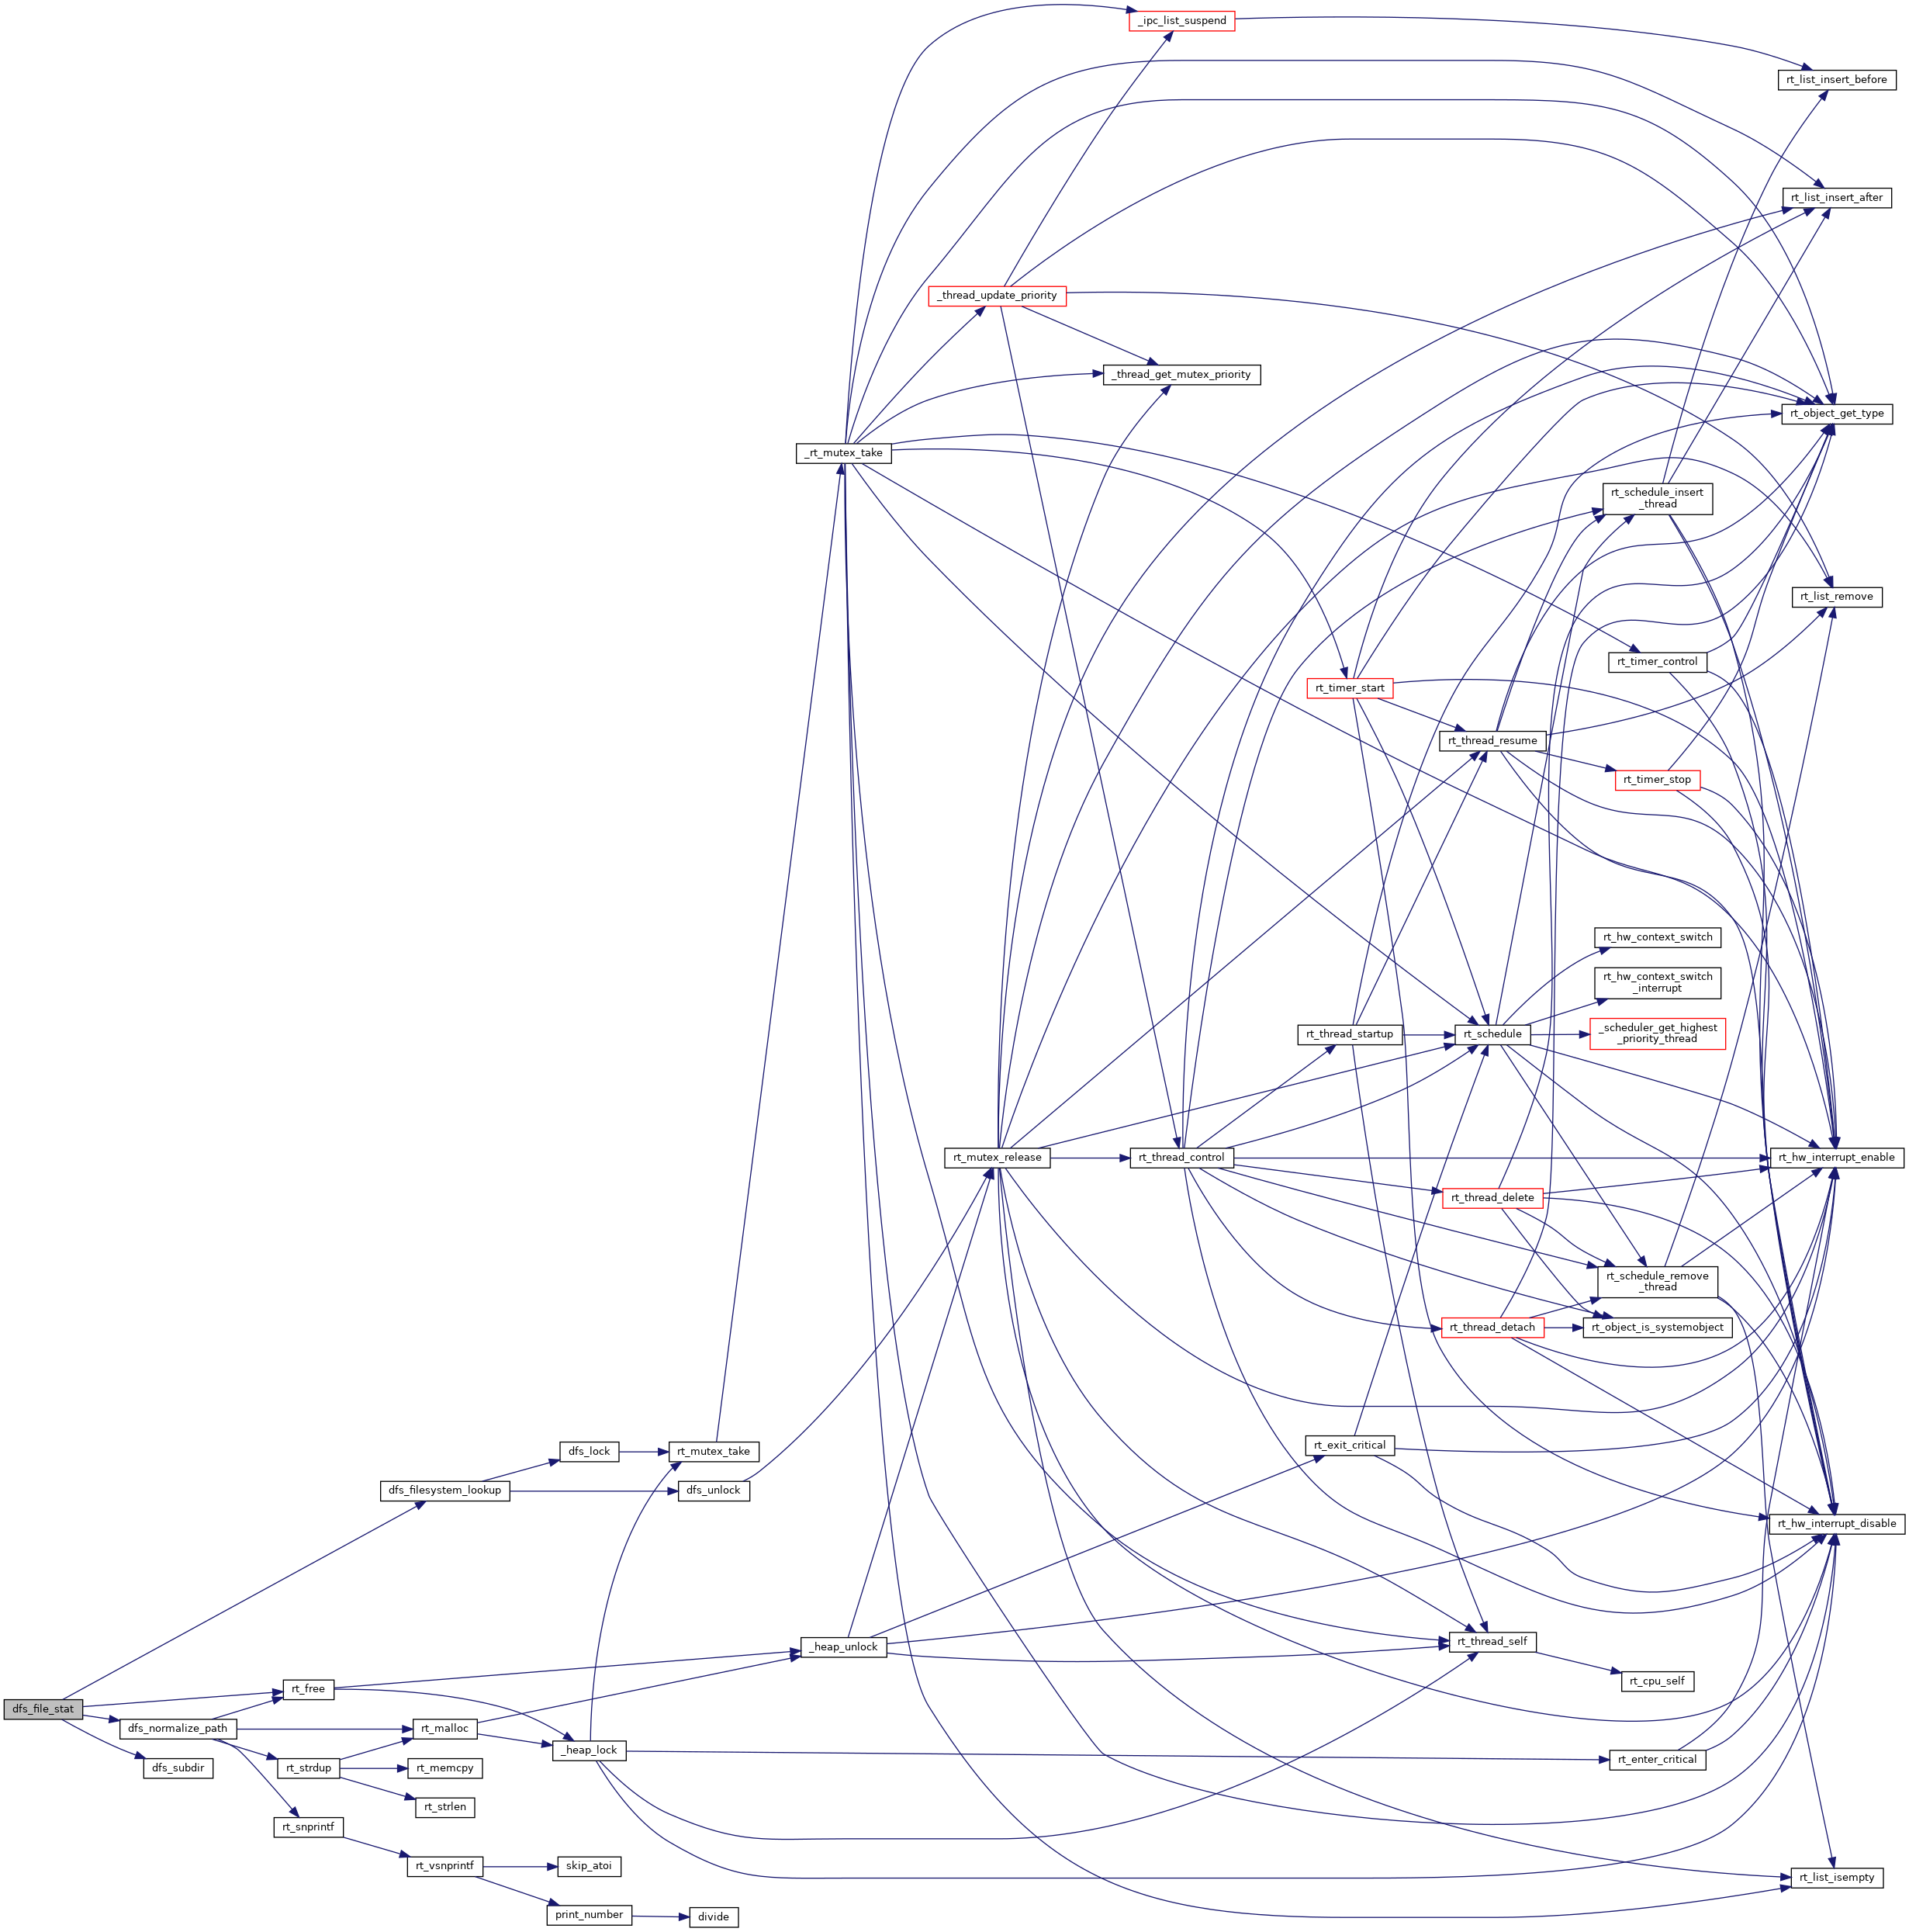 _ipc_list_suspend
rt_list_insert_before
rt_list_insert_after
_thread_update_priority
_thread_get_mutex_priority
rt_object_get_type
_rt_mutex_take
rt_schedule_insert
_thread
rt_list_remove
rt_timer_control
rt_timer_start
rt_thread_resume
rt_timer_stop
rt_hw_context_switch
rt_hw_context_switch
_interrupt
rt_thread_startup
rt_schedule
_scheduler_get_highest
_priority_thread
rt_mutex_release
rt_thread_control
rt_hw_interrupt_enable
rt_thread_delete
rt_schedule_remove
_thread
rt_thread_detach
rt_object_is_systemobject
rt_exit_critical
dfs_lock
rt_mutex_take
dfs_filesystem_lookup
dfs_unlock
rt_hw_interrupt_disable
_heap_unlock
rt_thread_self
rt_cpu_self
rt_free
dfs_file_stat
dfs_normalize_path
rt_malloc
_heap_lock
rt_enter_critical
dfs_subdir
rt_strdup
rt_memcpy
rt_strlen
rt_snprintf
rt_vsnprintf
skip_atoi
rt_list_isempty
print_number
divide